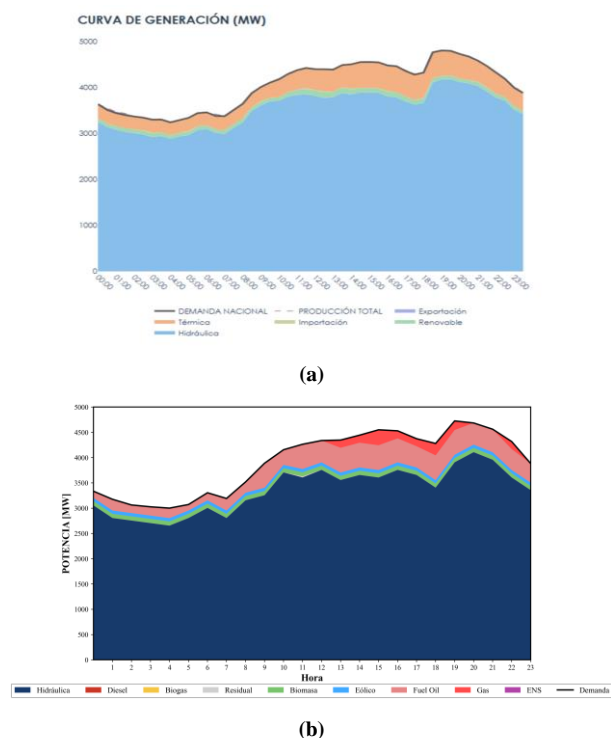 CURVA DE GENERACIÓN (MW)
5000
4000
3000
2000
1000
0
00:00 01:00 02:00 03:00 04:00 05:00 06:00 07:00 08:00 09:00 10:00 11:00 12:00 13:00 14:00 15:00 16:00 17:00 18:00 19:00 20:00 21:00 22:00 23:00
DEMANDA NACIONAL PRODUCCIÓN TOTAL Exportación
Térmica Importación Renovable
Hidráulica
(a)
POTENCIA [MW]
5000
4500
4000
3500
3000
2500
2000
1500
1000
500
0
1 2 3 4 5 6 7 8 9 10 11 12 13 14 15 16 17 18 19 20 21 22 23
Hora
Hidráulica Diesel Biogas Residual Biomasa Eólico Fuel Oil Gas ENS Demanda
(b)